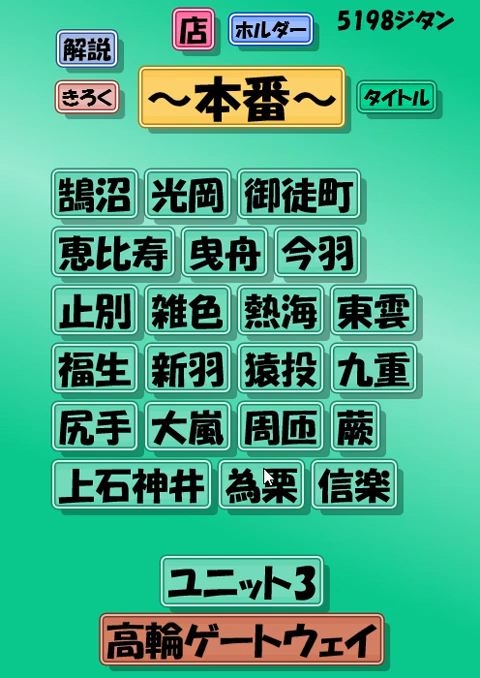 店 ホルダー 5198ジタン
解説
きろく 〜本番〜 タイトル
鵠沼 光岡 御徒町
恵比寿 曳舟 今羽
止別 雑色 熱海 東雲
福生 新羽 猿投 九重
尻手 大嵐 周匝 蕨
上石神井 為栗 信楽
ユニット3
高輪ゲートウェイ